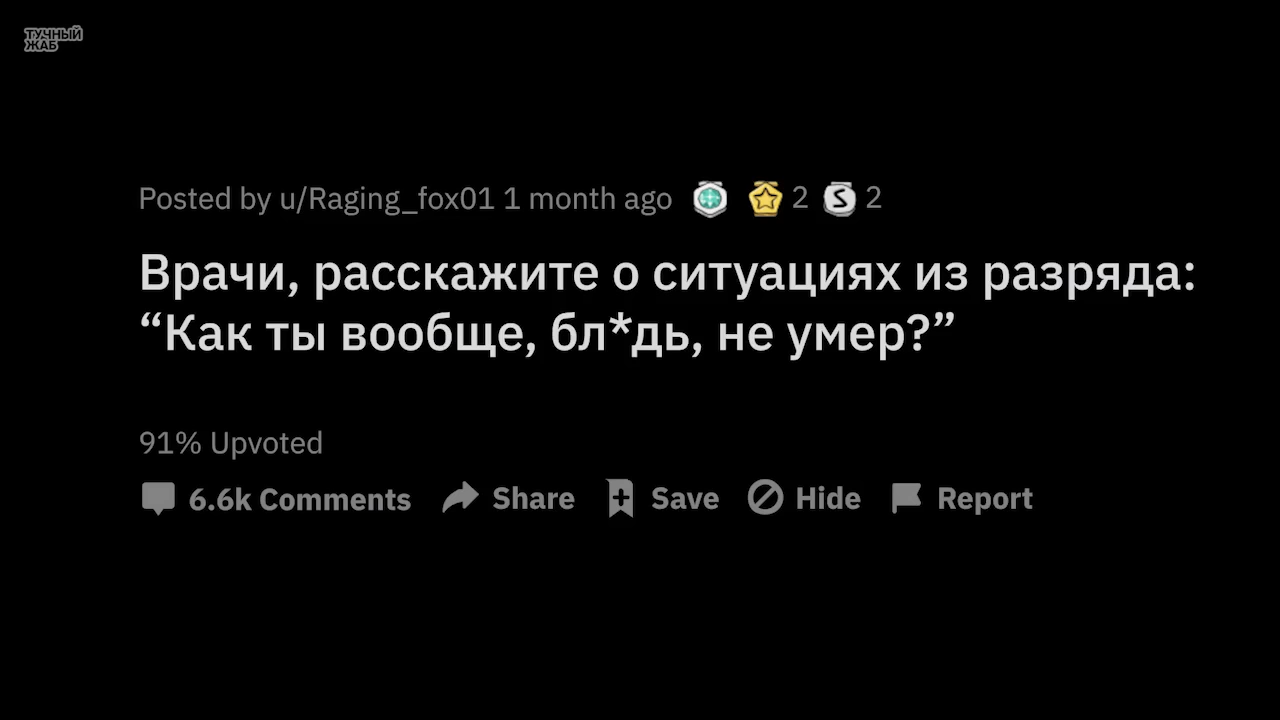 ТУЧНЫЙ
ЖАБ
Posted by u/Raging_fox01 1 month ago 2 2
Врачи, расскажите о ситуациях из разряда:
“Как ты вообще, бл*дь, не умер?”
91% Upvoted
6.6k Comments Share Save Hide Report